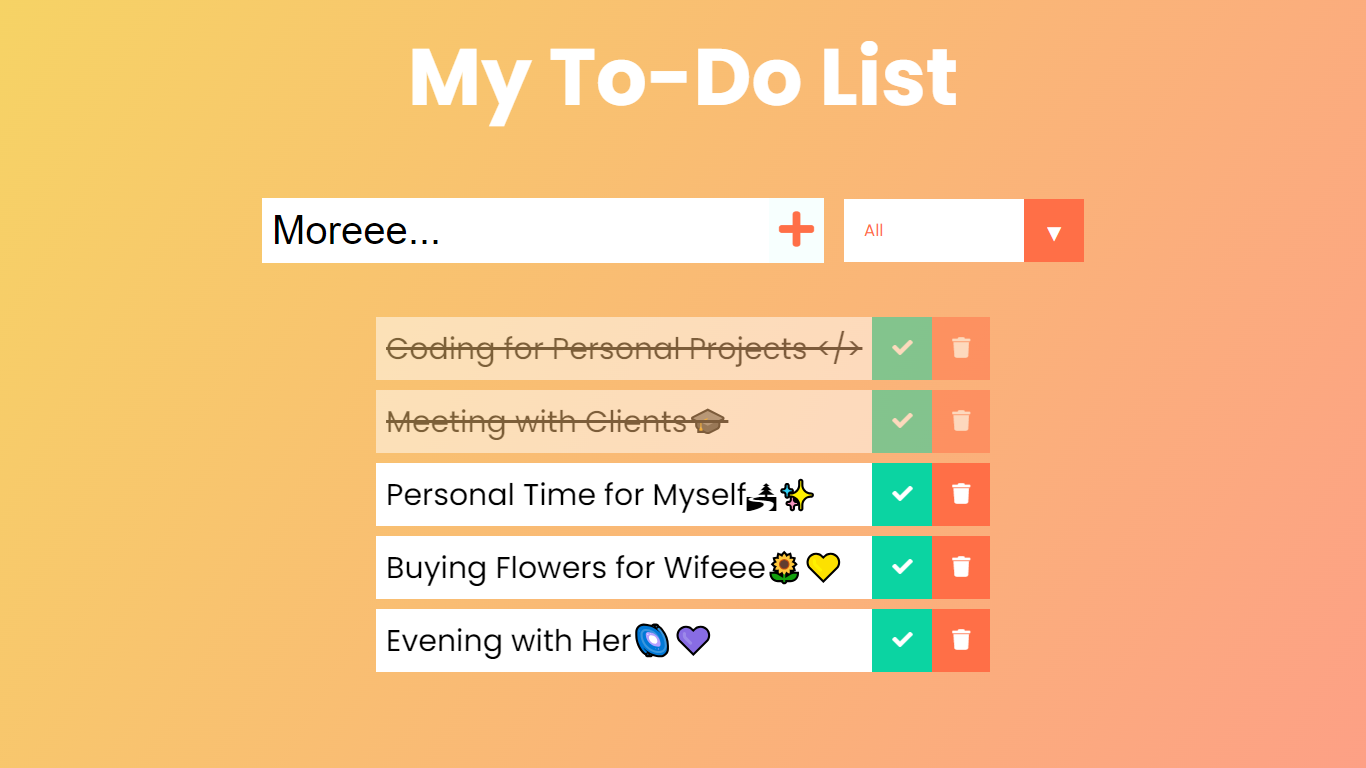 My To-Do List
Moreee...
All
Coding for Personal Projects </>
Meeting with Clients🎓
Personal Time for Myself🏞✨
Buying Flowers for Wifeee🌻💛
Evening with Her🌌💜